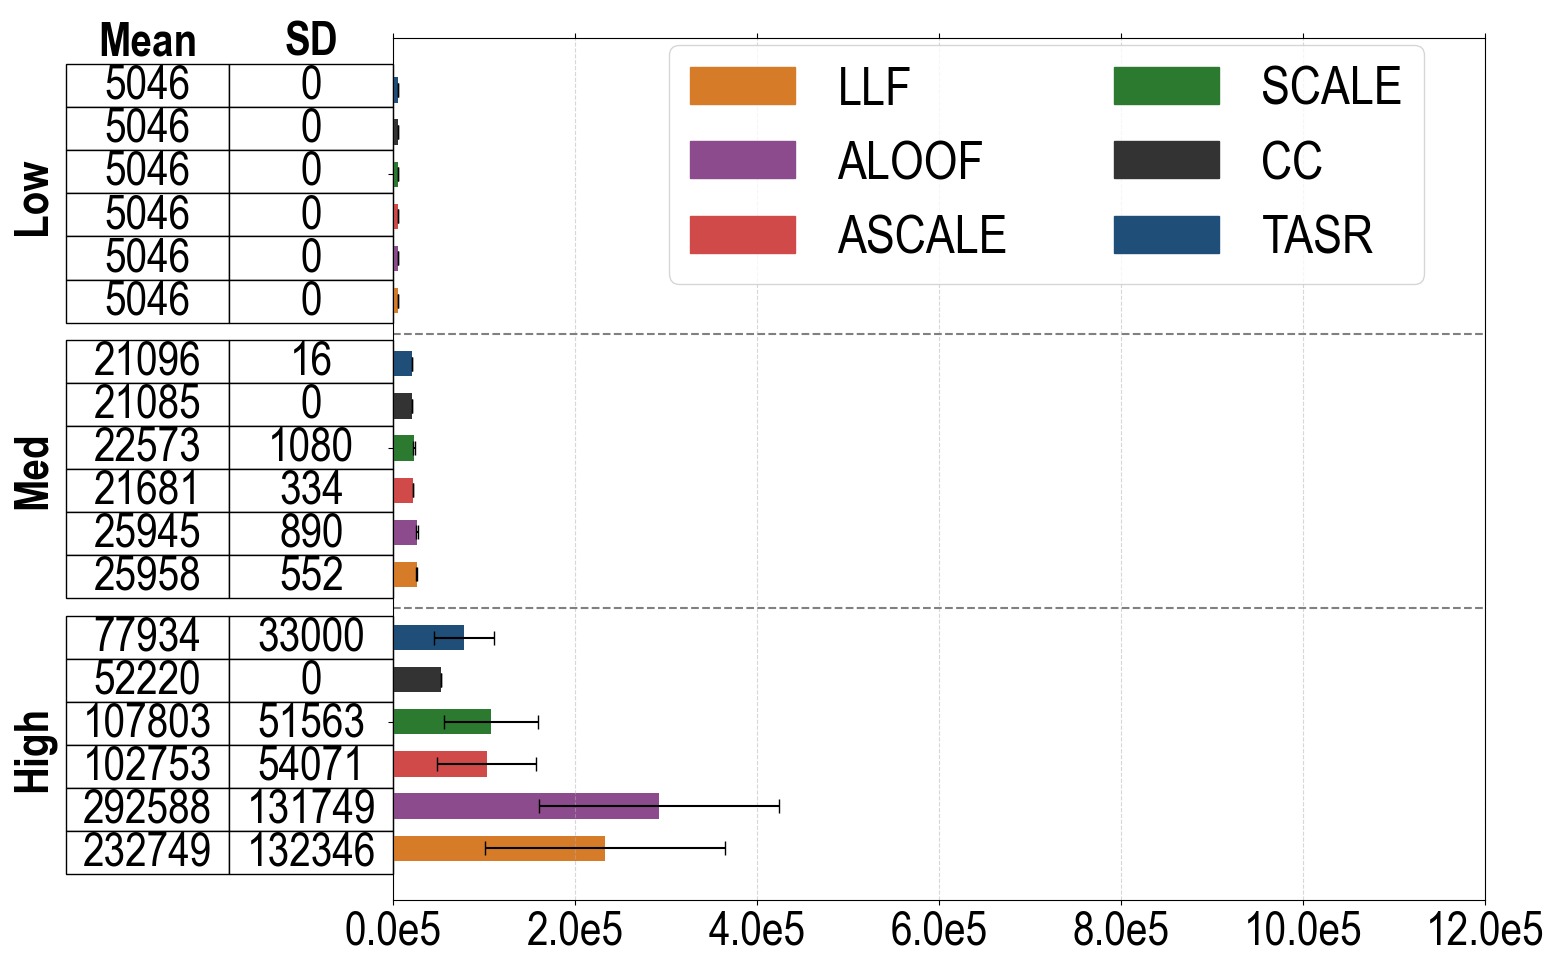 Mean SD
LLF SCALE
ALOOF CC
ASCALE TASR
Low
5046 0
5046 0
5046 0
5046 0
5046 0
5046 0
Med
21096 16
21085 0
22573 1080
21681 334
25945 890
25958 552
High
77934 33000
52220 0
107803 51563
102753 54071
292588 131749
232749 132346
0.0e5 2.0e5 4.0e5 6.0e5 8.0e5 10.0e5 12.0e5